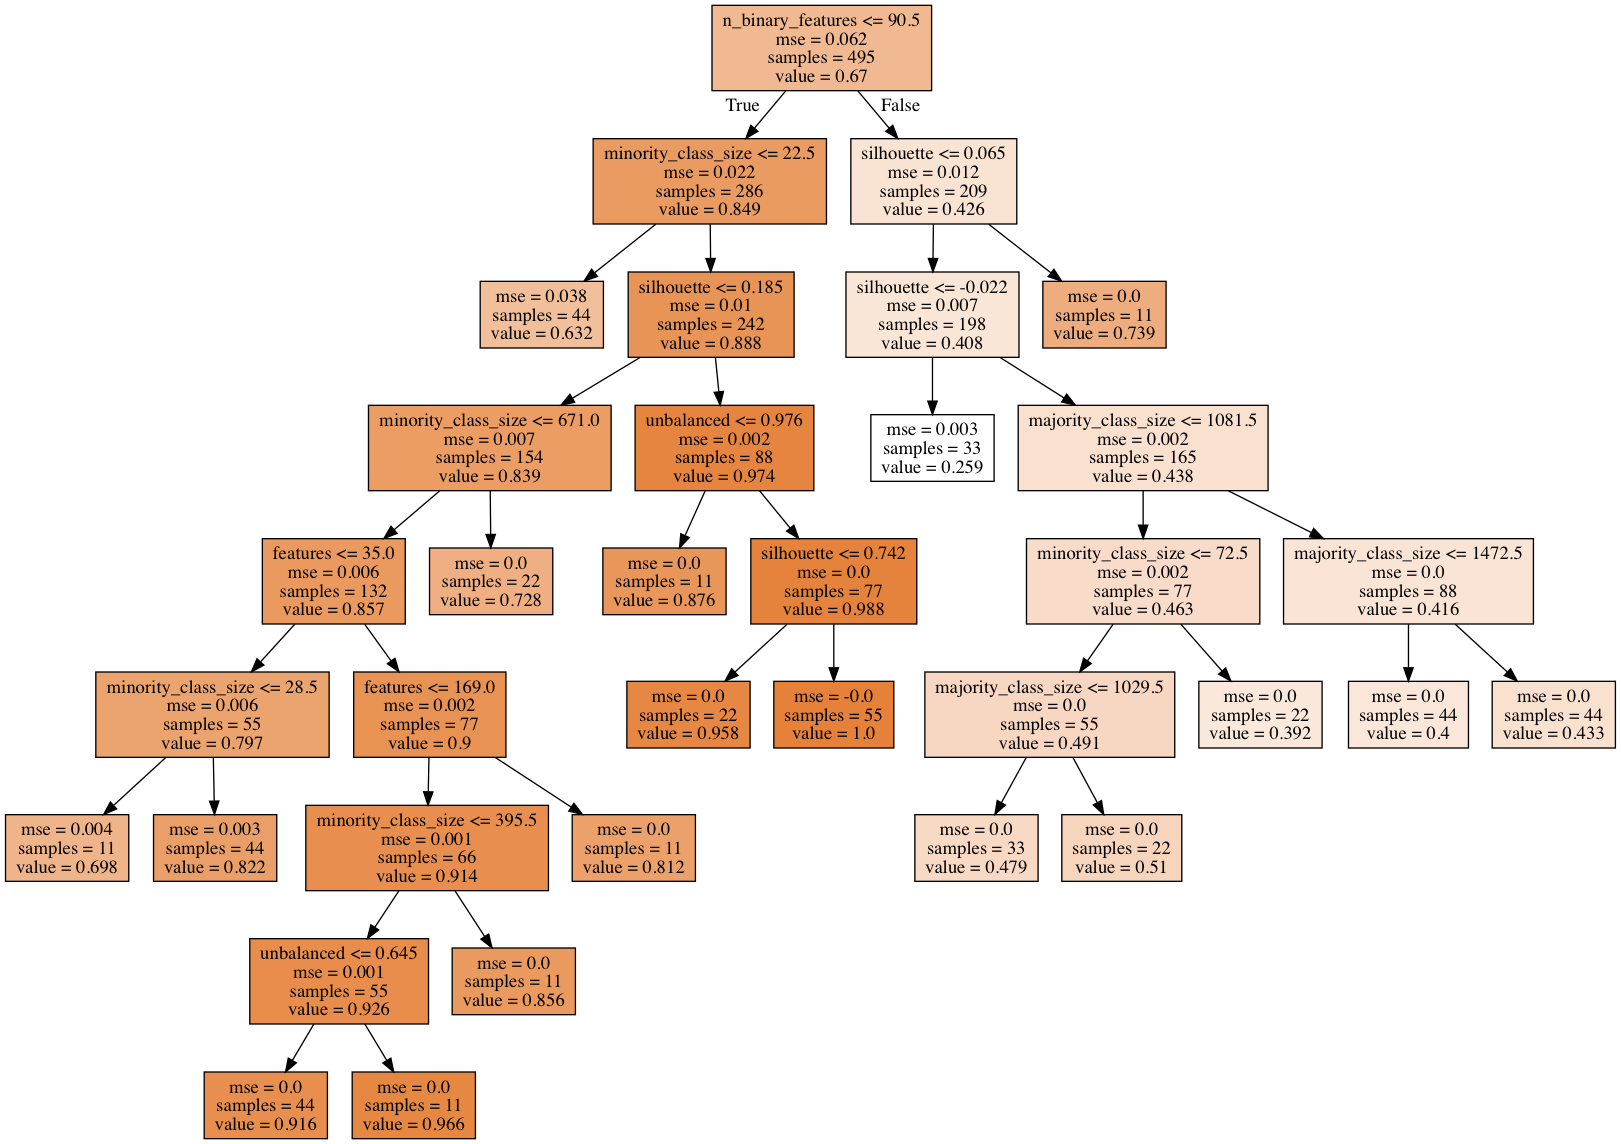 n_binary_features <= 90.5
mse = 0.062
samples = 495
value = 0.67
True
False
minority_class_size <= 22.5
mse = 0.022
samples = 286
value = 0.849
silhouette <= 0.065
mse = 0.012
samples = 209
value = 0.426
mse = 0.038
samples = 44
value = 0.632
silhouette <= 0.185
mse = 0.01
samples = 242
value = 0.888
silhouette <= -0.022
mse = 0.007
samples = 198
value = 0.408
mse = 0.0
samples = 11
value = 0.739
minority_class_size <= 671.0
mse = 0.007
samples = 154
value = 0.839
unbalanced <= 0.976
mse = 0.002
samples = 88
value = 0.974
mse = 0.003
samples = 33
value = 0.259
majority_class_size <= 1081.5
mse = 0.002
samples = 165
value = 0.438
features <= 35.0
mse = 0.006
samples = 132
value = 0.857
mse = 0.0
samples = 22
value = 0.728
mse = 0.0
samples = 11
value = 0.876
silhouette <= 0.742
mse = 0.0
samples = 77
value = 0.988
minority_class_size <= 72.5
mse = 0.002
samples = 77
value = 0.463
majority_class_size <= 1472.5
mse = 0.0
samples = 88
value = 0.416
minority_class_size <= 28.5
mse = 0.006
samples = 55
value = 0.797
features <= 169.0
mse = 0.002
samples = 77
value = 0.9
mse = 0.0
samples = 22
value = 0.958
mse = -0.0
samples = 55
value = 1.0
majority_class_size <= 1029.5
mse = 0.0
samples = 55
value = 0.491
mse = 0.0
samples = 22
value = 0.392
mse = 0.0
samples = 44
value = 0.4
mse = 0.0
samples = 44
value = 0.433
mse = 0.004
samples = 11
value = 0.698
mse = 0.003
samples = 44
value = 0.822
minority_class_size <= 395.5
mse = 0.001
samples = 66
value = 0.914
mse = 0.0
samples = 11
value = 0.812
mse = 0.0
samples = 33
value = 0.479
mse = 0.0
samples = 22
value = 0.51
unbalanced <= 0.645
mse = 0.001
samples = 55
value = 0.926
mse = 0.0
samples = 11
value = 0.856
mse = 0.0
samples = 44
value = 0.916
mse = 0.0
samples = 11
value = 0.966